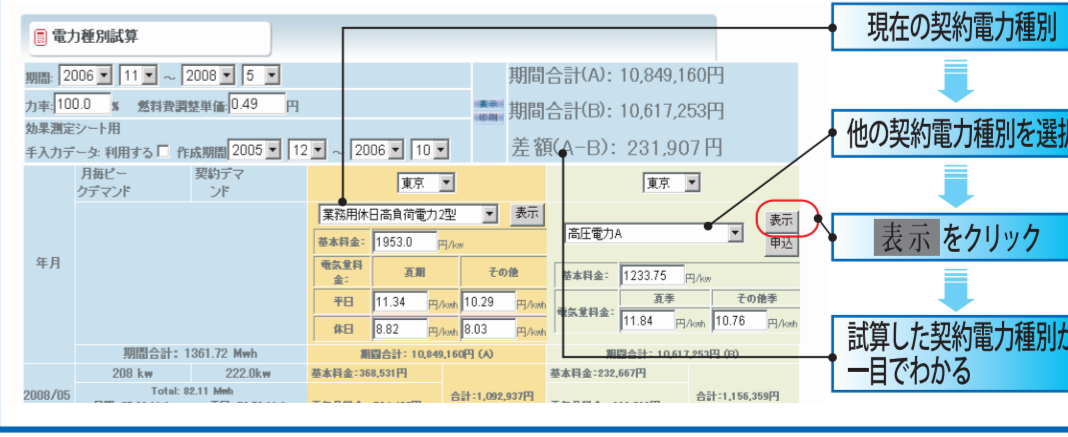 電力種別試算
期間: 2006 11 ～ 2008 5
力率: 100.0 % 燃料費調整単価: 0.49 円
効果測定シート用
手入力データ: 利用する 作成期間 2005 12 ～ 2006 10
表示
印刷
期間合計(A): 10,849,160円
期間合計(B): 10,617,253円
差額(A-B): 231,907円
年月
月毎ピークデマンド
契約デマンド
東京
業務用休日高負荷電力2型 表示
基本料金: 1953.0 円/kw
電気量料金: 夏期 その他
平日 11.34 円/kwh 10.29 円/kwh
休日 8.82 円/kwh 8.03 円/kwh
東京
高圧電力A
表示
申込
基本料金: 1233.75 円/kw
電気量料金:
夏季 その他季
11.84 円/kwh 10.76 円/kwh
期間合計: 1361.72 Mwh
期間合計: 10,849,160円 (A)
期間合計: 10,617,253円 (B)
2008/05
208 kw 222.0kw
Total: 82.11 Mwh
基本料金:368,531円
合計:1,092,937円
基本料金:232,667円
合計:1,156,359円
現在の契約電力種別
他の契約電力種別を選択
表示 をクリック
試算した契約電力種別が
一目でわかる